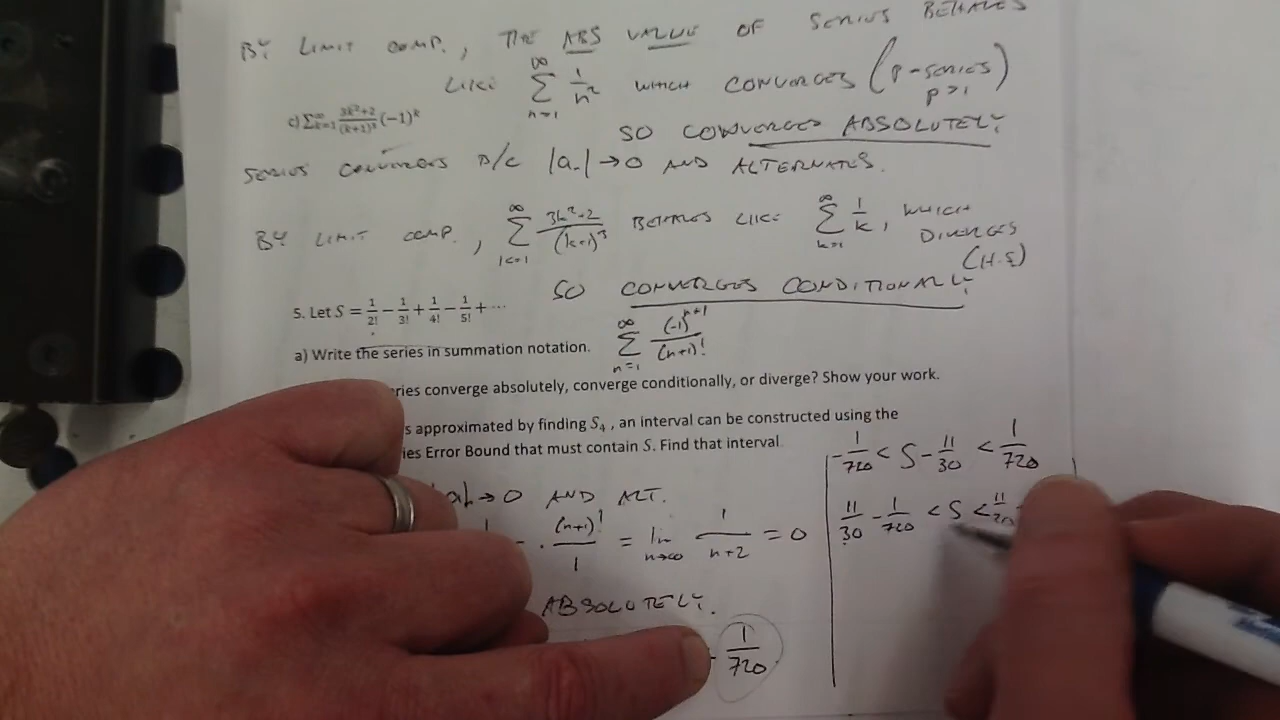 BY LIMIT COMP., THE ABS VALUE OF SERIES BEHAVES
LIKE ∑_{n=1}^{∞} 1/n² WHICH CONVERGES (P-SERIES) P>1
c) ∑_{k=1}^{∞} (3k²+2)/(k+1)³ (-1)^k
SO CONVERGES ABSOLUTELY.
SERIES CONVERGES B/C |aₙ|→0 AND ALTERNATES.
BY LIMIT COMP., ∑_{k=1}^{∞} (3k²+2)/(k+1)³ BEHAVES LIKE ∑_{k=1}^{∞} 1/k, WHICH DIVERGES (H.S)
SO CONVERGES CONDITIONALLY.
5. Let S = 1/2! − 1/3! + 1/4! − 1/5! + ⋯
a) Write the series in summation notation. ∑_{n=1}^{∞} (-1)^{n+1}/(n+1)!
ries converge absolutely, converge conditionally, or diverge? Show your work.
s approximated by finding S₄ , an interval can be constructed using the
ies Error Bound that must contain S. Find that interval.
→0 AND ALT.
· (n+1)!/1 = lim_{n→∞} 1/(n+2) = 0
ABSOLUTELY.
1/720
-1/720 < S - 11/30 < 1/720
11/30 - 1/720 < S <